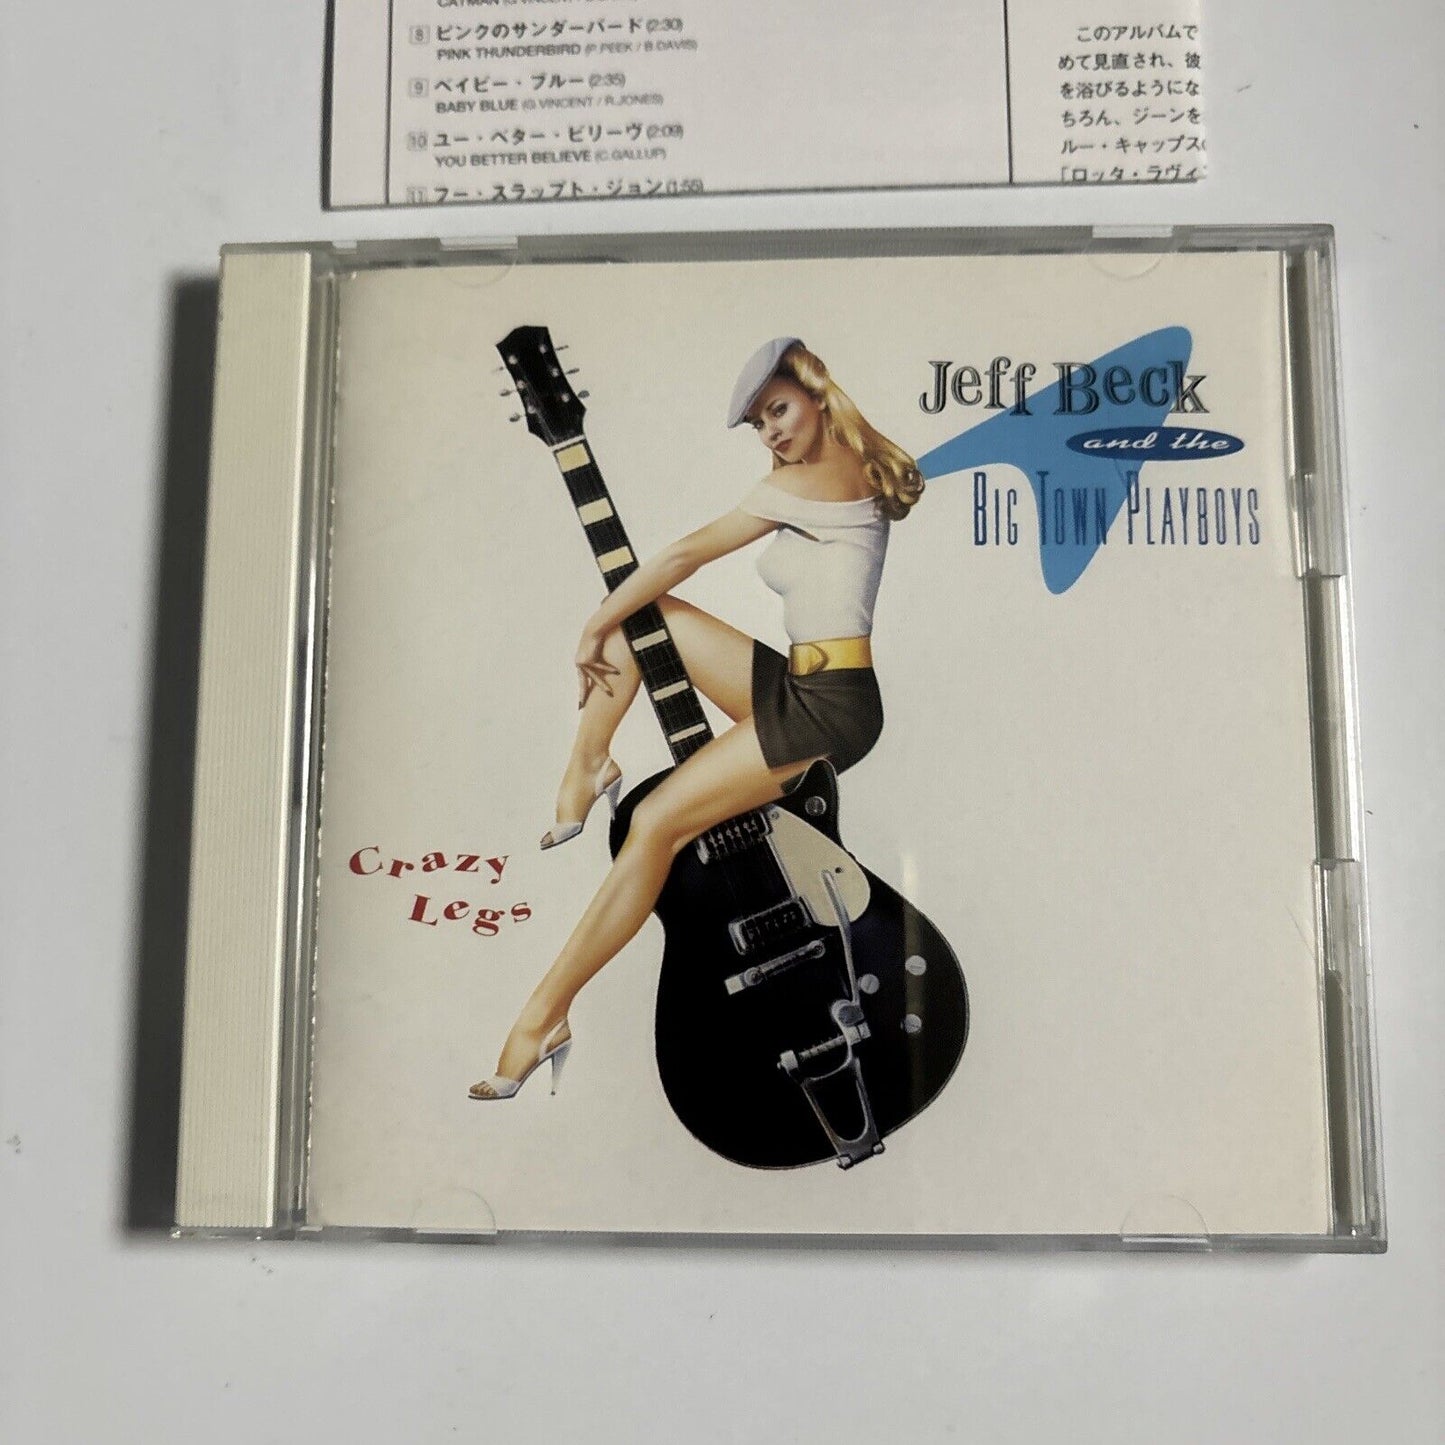 CATMAN
8 ピンクのサンダーバード (2:30)
PINK THUNDERBIRD (P.PEEK / B.DAVIS)
9 ベイビー・ブルー (2:35)
BABY BLUE (G.VINCENT / R.JONES)
10 ユー・ベター・ビリーヴ (2:09)
YOU BETTER BELIEVE (C.GALLUP)
11 フー・スラップト・ジョン (1:55)
このアルバムで
めて見直され、彼
を浴びるようにな
ちろん、ジーンを
ルー・キャップス
「ロッタ・ラヴィ
Jeff Beck
and the
BIG TOWN PLAYBOYS
Crazy
Legs